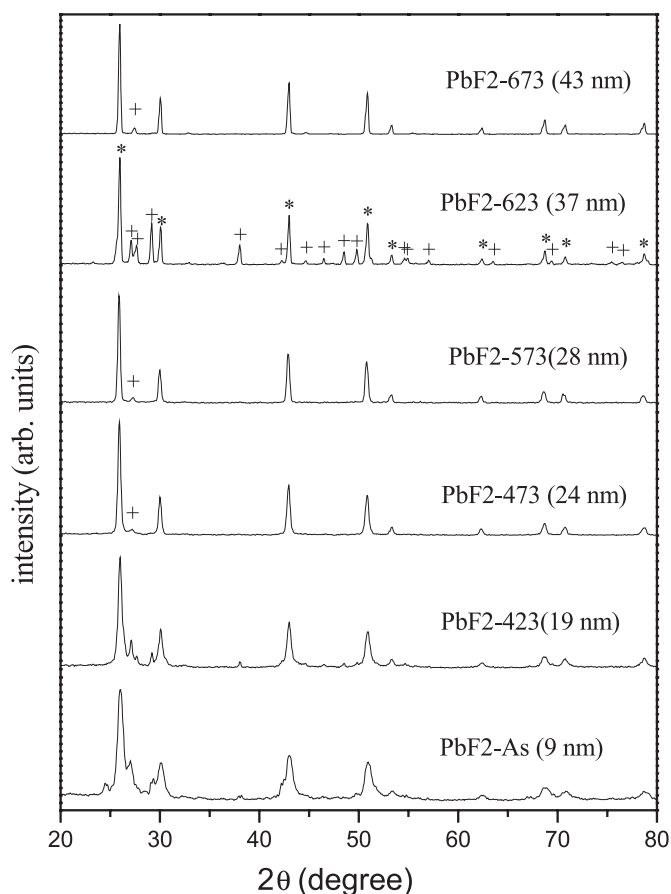 PbF2-673 (43 nm)
+
*
PbF2-623 (37 nm)
+ + + * + + * + + + + + * * + + + * + * + * + + *
PbF2-573(28 nm)
+
PbF2-473 (24 nm)
+
PbF2-423(19 nm)
PbF2-As (9 nm)
intensity (arb. units)
20 30 40 50 60 70 80
2θ (degree)